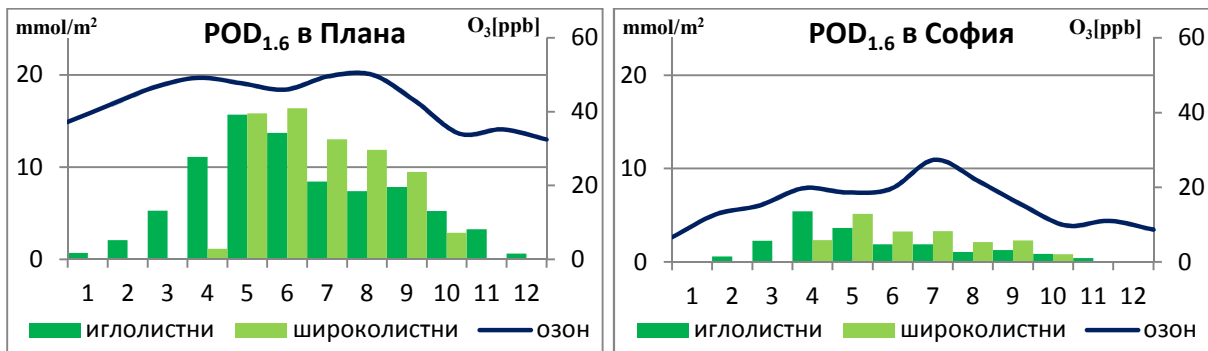 mmol/m²
POD₁.₆ в Плана
O₃[ppb]
60
20
40
10
20
0
0
1 2 3 4 5 6 7 8 9 10 11 12
иглолистни широколистни озон
mmol/m²
POD₁.₆ в София
O₃[ppb]
60
20
40
10
20
0
0
1 2 3 4 5 6 7 8 9 10 11 12
иглолистни широколистни озон